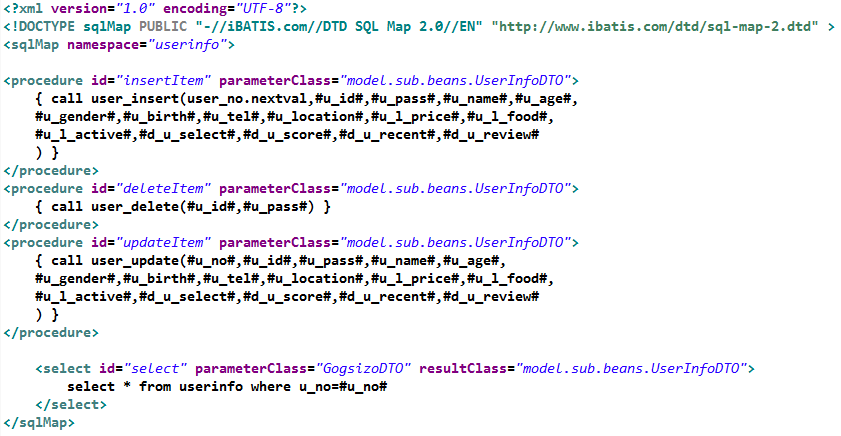 <?xml version="1.0" encoding="UTF-8"?>
<!DOCTYPE sqlMap PUBLIC "-//iBATIS.com//DTD SQL Map 2.0//EN" "http://www.ibatis.com/dtd/sql-map-2.dtd" >
<sqlMap namespace="userinfo">
<procedure id="insertItem" parameterClass="model.sub.beans.UserInfoDTO">
{ call user_insert(user_no.nextval,#u_id#,#u_pass#,#u_name#,#u_age#,
#u_gender#,#u_birth#,#u_tel#,#u_location#,#u_l_price#,#u_l_food#,
#u_l_active#,#d_u_select#,#d_u_score#,#d_u_recent#,#d_u_review#
) }
</procedure>
<procedure id="deleteItem" parameterClass="model.sub.beans.UserInfoDTO">
{ call user_delete(#u_id#,#u_pass#) }
</procedure>
<procedure id="updateItem" parameterClass="model.sub.beans.UserInfoDTO">
{ call user_update(#u_no#,#u_id#,#u_pass#,#u_name#,#u_age#,
#u_gender#,#u_birth#,#u_tel#,#u_location#,#u_l_price#,#u_l_food#,
#u_l_active#,#d_u_select#,#d_u_score#,#d_u_recent#,#d_u_review#
) }
</procedure>
<select id="select" parameterClass="GogsizoDTO" resultClass="model.sub.beans.UserInfoDTO">
select * from userinfo where u_no=#u_no#
</select>
</sqlMap>